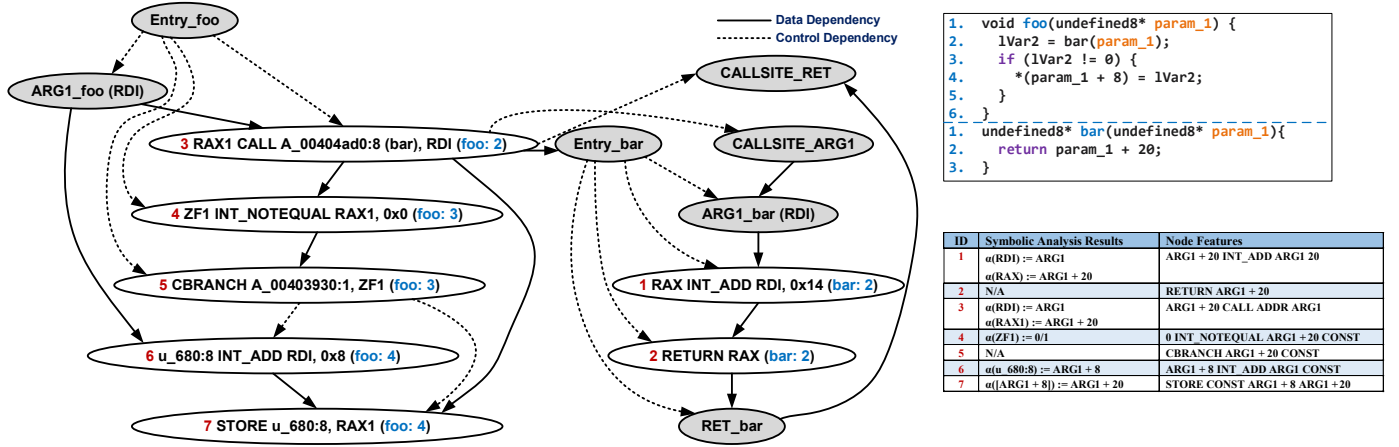 Entry_foo
ARG1_foo (RDI)
3 RAX1 CALL A_00404ad0:8 (bar), RDI (foo: 2)
4 ZF1 INT_NOTEQUAL RAX1, 0x0 (foo: 3)
5 CBRANCH A_00403930:1, ZF1 (foo: 3)
6 u_680:8 INT_ADD RDI, 0x8 (foo: 4)
7 STORE u_680:8, RAX1 (foo: 4)
Data Dependency
Control Dependency
CALLSITE_RET
Entry_bar
CALLSITE_ARG1
ARG1_bar (RDI)
1 RAX INT_ADD RDI, 0x14 (bar: 2)
2 RETURN RAX (bar: 2)
RET_bar
1. void foo(undefined8* param_1) {
2. lVar2 = bar(param_1);
3. if (lVar2 != 0) {
4. *(param_1 + 8) = lVar2;
5. }
6. }
1. undefined8* bar(undefined8* param_1){
2. return param_1 + 20;
3. }
ID Symbolic Analysis Results Node Features
1 α(RDI) := ARG1 ARG1 + 20 INT_ADD ARG1 20
α(RAX) := ARG1 + 20
2 N/A RETURN ARG1 + 20
3 α(RDI) := ARG1 ARG1 + 20 CALL ADDR ARG1
α(RAX1) := ARG1 + 20
4 α(ZF1) := 0/1 0 INT_NOTEQUAL ARG1 + 20 CONST
5 N/A CBRANCH ARG1 + 20 CONST
6 α(u_680:8) := ARG1 + 8 ARG1 + 8 INT_ADD ARG1 CONST
7 α([ARG1 + 8]) := ARG1 + 20 STORE CONST ARG1 + 8 ARG1 + 20